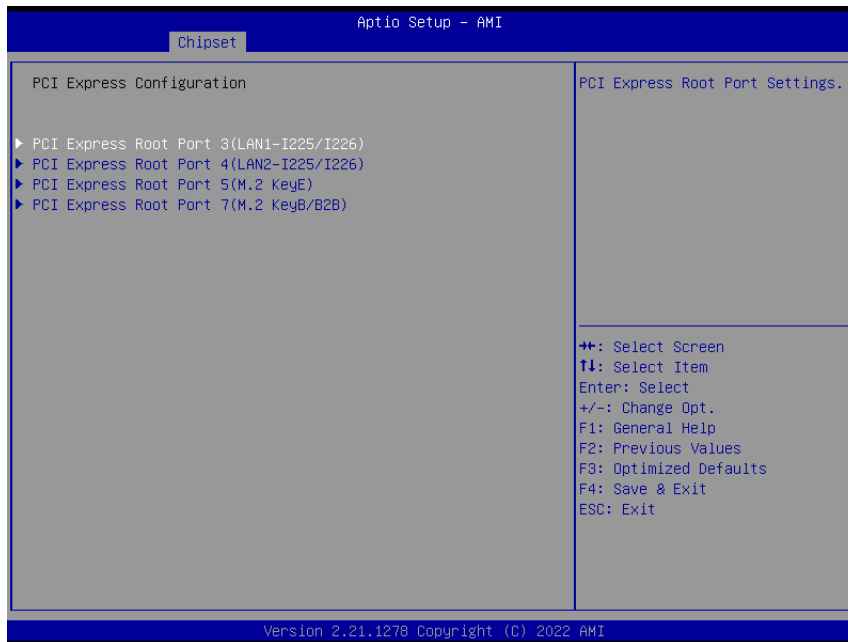 Aptio Setup – AMI
Chipset
PCI Express Configuration
▶ PCI Express Root Port 3(LAN1-I225/I226)
▶ PCI Express Root Port 4(LAN2-I225/I226)
▶ PCI Express Root Port 5(M.2 KeyE)
▶ PCI Express Root Port 7(M.2 KeyB/B2B)
PCI Express Root Port Settings.
→←: Select Screen
↑↓: Select Item
Enter: Select
+/-: Change Opt.
F1: General Help
F2: Previous Values
F3: Optimized Defaults
F4: Save & Exit
ESC: Exit
Version 2.21.1278 Copyright (C) 2022 AMI